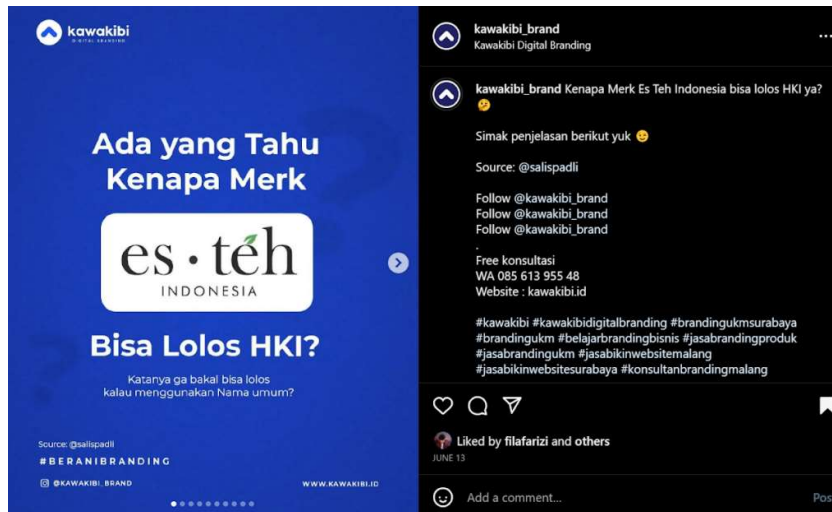 kawakibi
DIGITAL BRANDING
Ada yang Tahu
Kenapa Merk
es · téh
INDONESIA
Bisa Lolos HKI?
Katanya ga bakal bisa lolos
kalau menggunakan Nama umum?
Source: @salispadli
#BERANIBRANDING
@KAWAKIBI_BRAND
WWW.KAWAKIBI.ID
kawakibi_brand
Kawakibi Digital Branding
kawakibi_brand Kenapa Merk Es Teh Indonesia bisa lolos HKI ya?
🤔
Simak penjelasan berikut yuk 😉
Source: @salispadli
Follow @kawakibi_brand
Follow @kawakibi_brand
Follow @kawakibi_brand
.
Free konsultasi
WA 085 613 955 48
Website : kawakibi.id
#kawakibi #kawakibidigitalbranding #brandingukmsurabaya
#brandingukm #belajarbrandingbisnis #jasabrandingproduk
#jasabrandingukm #jasabikinwebsitemalang
#jasabikinwebsitesurabaya #konsultanbrandingmalang
Liked by filafarizi and others
JUNE 13
Add a comment...
Pos